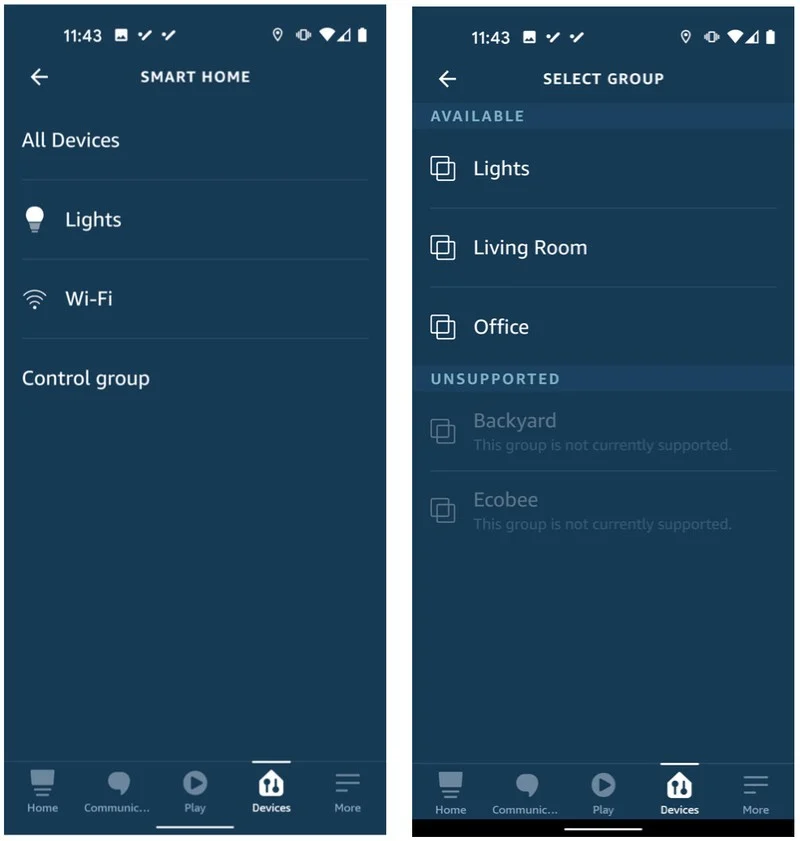 11:43
SMART HOME
All Devices
Lights
Wi-Fi
Control group
Home
Communic...
Play
Devices
More
11:43
SELECT GROUP
AVAILABLE
Lights
Living Room
Office
UNSUPPORTED
Backyard
This group is not currently supported.
Ecobee
This group is not currently supported.
Home
Communic...
Play
Devices
More